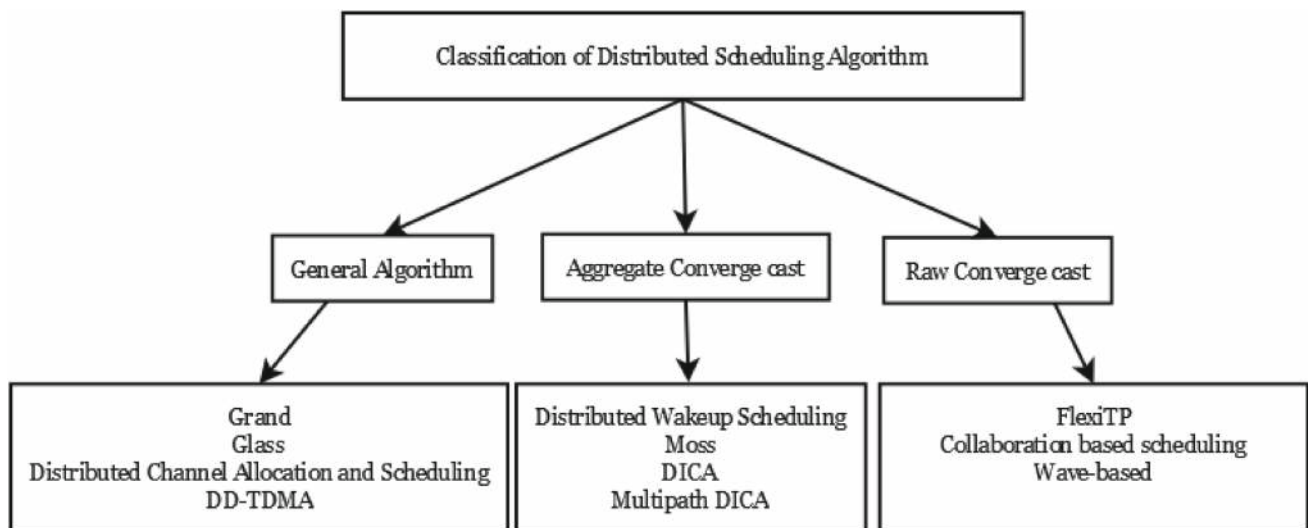 Classification of Distributed Scheduling Algorithm
General Algorithm
Aggregate Converge cast
Raw Converge cast
Grand
Glass
Distributed Channel Allocation and Scheduling
DD-TDMA
Distributed Wakeup Scheduling
Moss
DICA
Multipath DICA
FlexiTP
Collaboration based scheduling
Wave-based